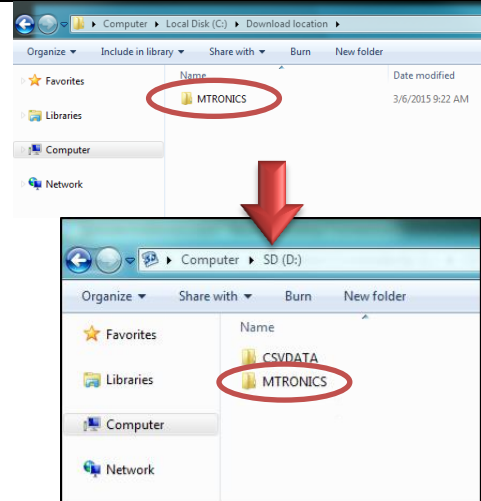 Computer ▸ Local Disk (C:) ▸ Download location ▸
Organize ▼ Include in library ▼ Share with ▼ Burn New folder
Name Date modified
Favorites
MTRONICS 3/6/2015 9:22 AM
Libraries
Computer
Network
Computer ▸ SD (D:)
Organize ▼ Share with ▼ Burn New folder
Name
Favorites
CSVDATA
Libraries
MTRONICS
Computer
Network